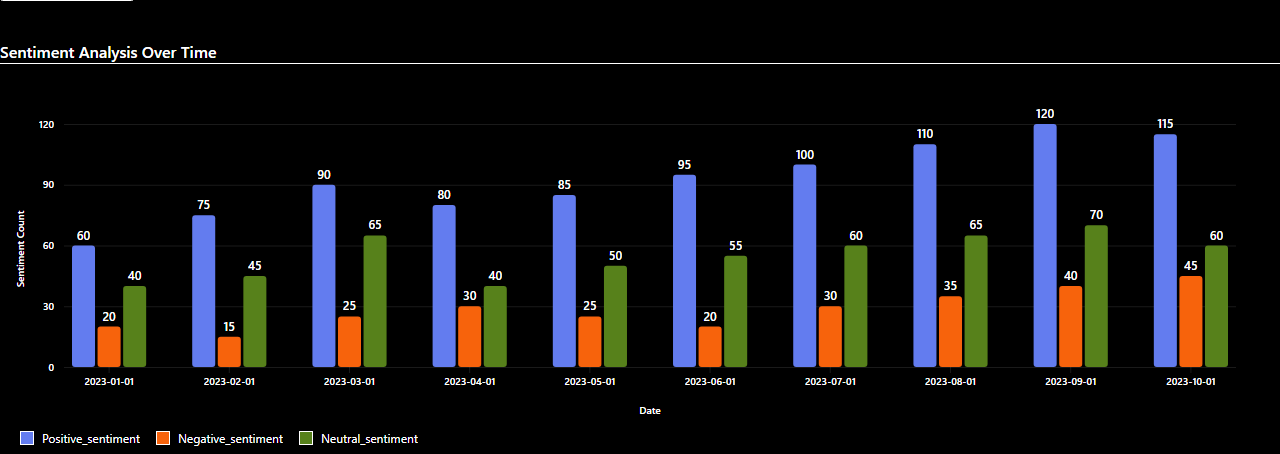 Sentiment Analysis Over Time
Sentiment Count
120
90
60
30
0
60 20 40
75 15 45
90 25 65
80 30 40
85 25 50
95 20 55
100 30 60
110 35 65
120 40 70
115 45 60
2023-01-01 2023-02-01 2023-03-01 2023-04-01 2023-05-01 2023-06-01 2023-07-01 2023-08-01 2023-09-01 2023-10-01
Date
Positive_sentiment Negative_sentiment Neutral_sentiment